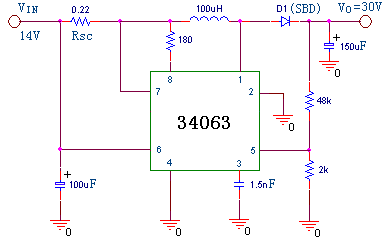 VIN 0.22 100uH D1(SBD) VO=30V
14V Rsc
180 150uF
8 1
7 2
48k
34063 0 0
6 5
100uF 2k
4 3
1.5nF
0 0 0 0